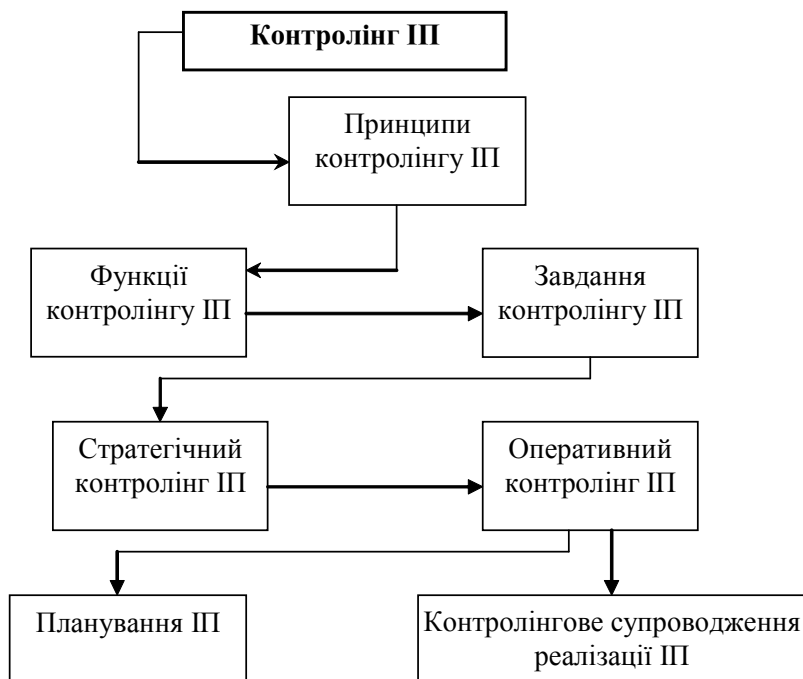 Контролінг ІП
Принципи
контролінгу ІП
Функції
контролінгу ІП
Завдання
контролінгу ІП
Стратегічний
контролінг ІП
Оперативний
контролінг ІП
Планування ІП
Контролінгове супроводження
реалізації ІП